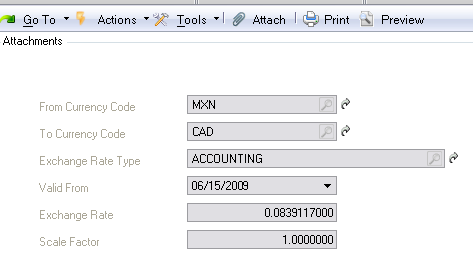 Go To Actions Tools Attach Print Preview
Attachments
From Currency Code MXN
To Currency Code CAD
Exchange Rate Type ACCOUNTING
Valid From 06/15/2009
Exchange Rate 0.0839117000
Scale Factor 1.0000000